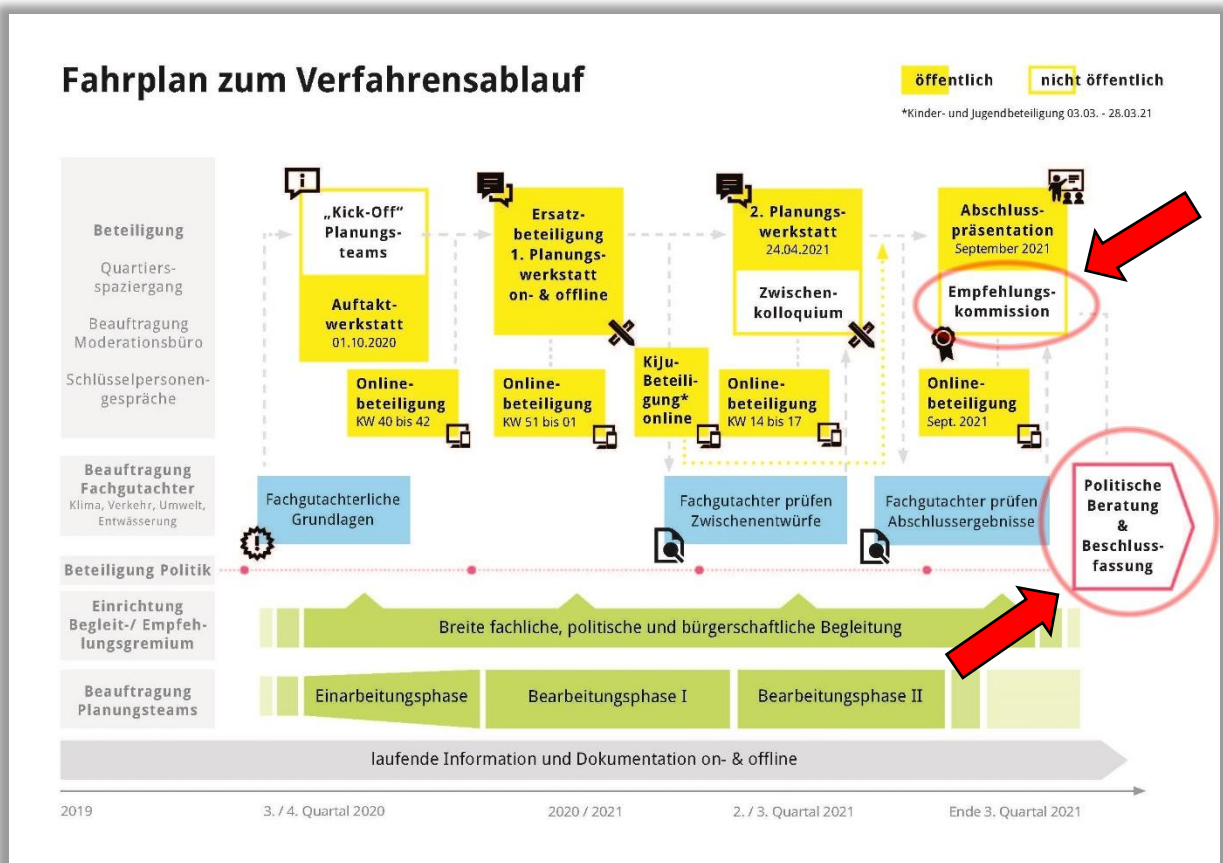 Fahrplan zum Verfahrensablauf
öffentlich
nicht öffentlich
*Kinder- und Jugendbeteiligung 03.03. - 28.03.21
Beteiligung
Quartiers-
spaziergang
Beauftragung
Moderationsbüro
Schlüsselpersonen-
gespräche
„Kick-Off“
Planungs-
teams
Auftakt-
werkstatt
01.10.2020
Ersatz-
beteiligung
1. Planungs-
werkstatt
on- & offline
2. Planungs-
werkstatt
24.04.2021
Zwischen-
kolloquium
Abschluss-
präsentation
September 2021
Empfehlungs-
kommission
Online-
beteiligung
KW 40 bis 42
Online-
beteiligung
KW 51 bis 01
KiJu-
Beteili-
gung*
online
Online-
beteiligung
KW 14 bis 17
Online-
beteiligung
Sept. 2021
Beauftragung
Fachgutachter
Klima, Verkehr, Umwelt,
Entwässerung
Fachgutachterliche
Grundlagen
Fachgutachter prüfen
Zwischenentwürfe
Fachgutachter prüfen
Abschlussergebnisse
Politische
Beratung
&
Beschluss-
fassung
Beteiligung Politik
Einrichtung
Begleit-/ Empfeh-
lungsgremium
Breite fachliche, politische und bürgerschaftliche Begleitung
Beauftragung
Planungsteams
Einarbeitungsphase
Bearbeitungsphase I
Bearbeitungsphase II
laufende Information und Dokumentation on- & offline
2019
3. / 4. Quartal 2020
2020 / 2021
2. / 3. Quartal 2021
Ende 3. Quartal 2021